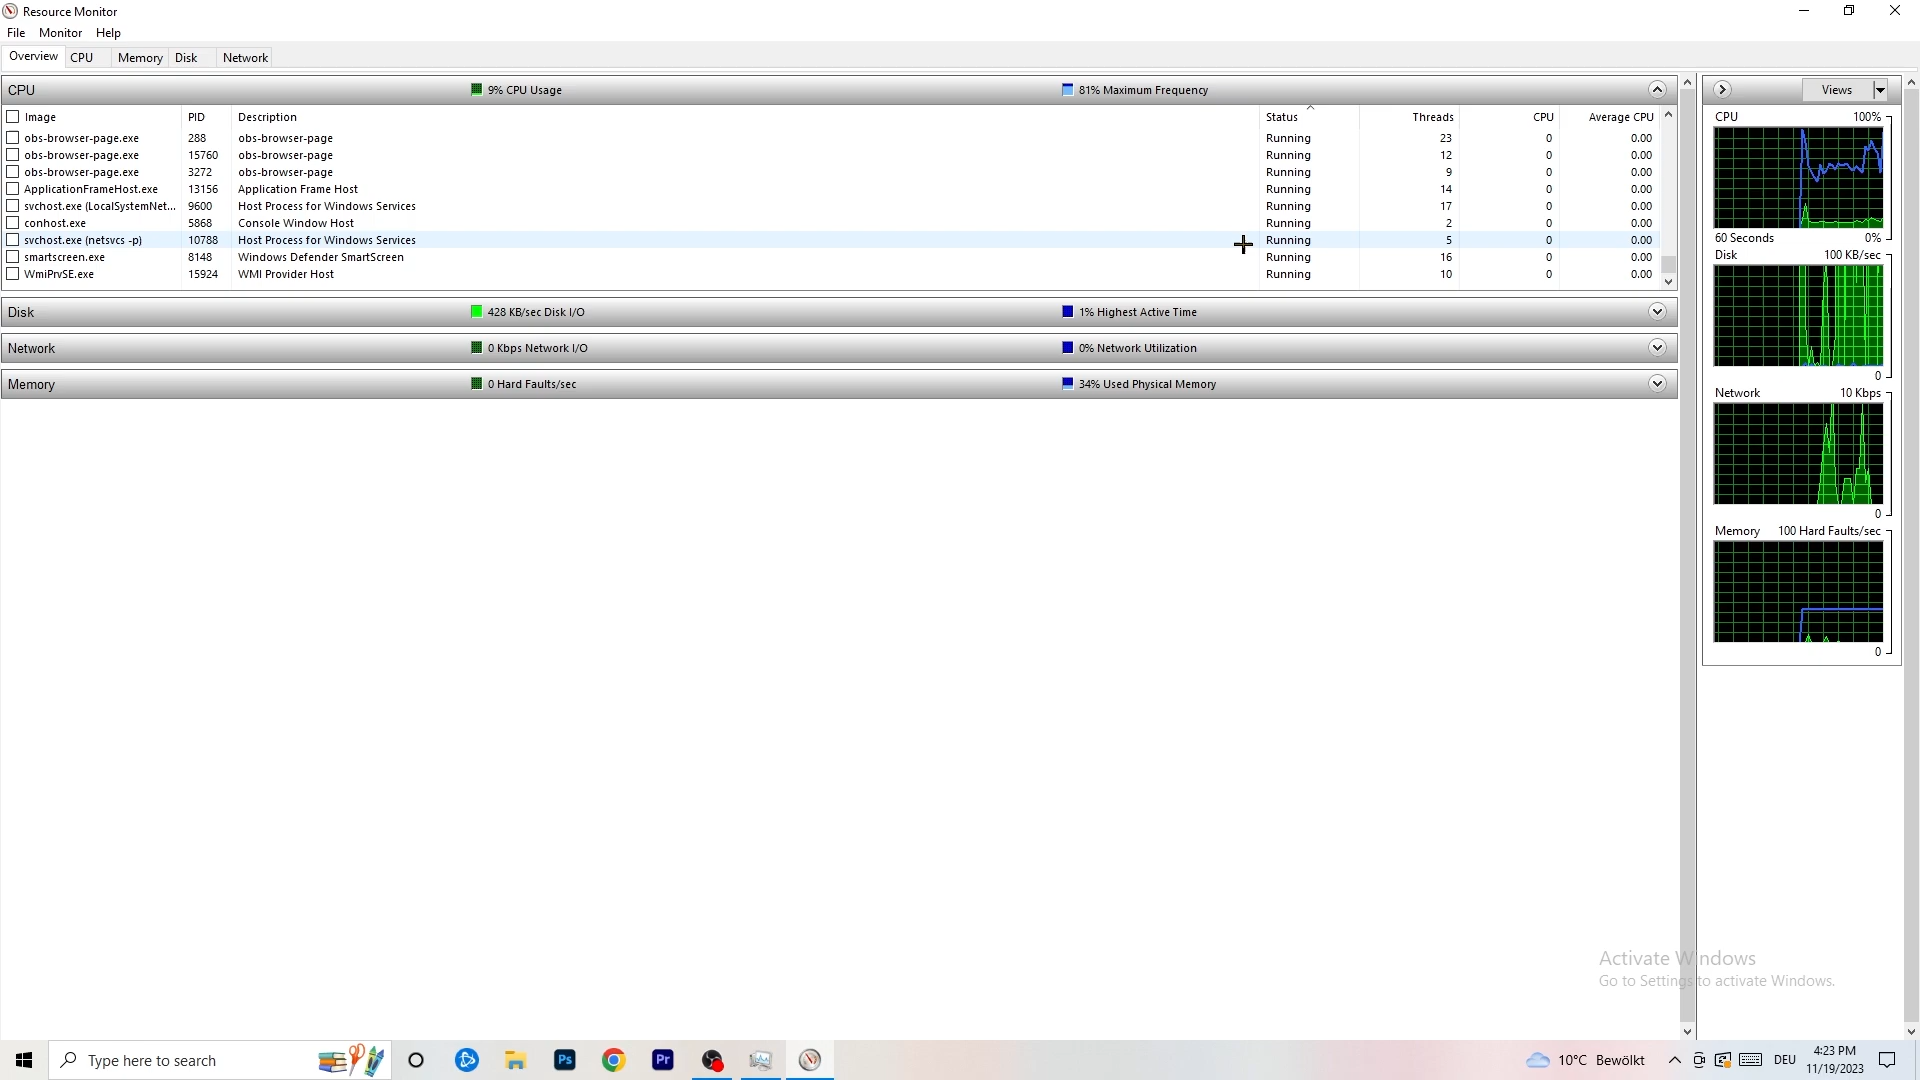 Resource Monitor
File Monitor Help
Overview CPU Memory Disk Network
CPU 9% CPU Usage 81% Maximum Frequency
Image PID Description Status Threads CPU Average CPU
obs-browser-page.exe 288 obs-browser-page Running 23 0 0.00
obs-browser-page.exe 15760 obs-browser-page Running 12 0 0.00
obs-browser-page.exe 3272 obs-browser-page Running 9 0 0.00
ApplicationFrameHost.exe 13156 Application Frame Host Running 14 0 0.00
svchost.exe (LocalSystemNet... 9600 Host Process for Windows Services Running 17 0 0.00
conhost.exe 5868 Console Window Host Running 2 0 0.00
svchost.exe (netsvcs -p) 10788 Host Process for Windows Services Running 5 0 0.00
smartscreen.exe 8148 Windows Defender SmartScreen Running 16 0 0.00
WmiPrvSE.exe 15924 WMI Provider Host Running 10 0 0.00
Disk 428 KB/sec Disk I/O 1% Highest Active Time
Network 0 Kbps Network I/O 0% Network Utilization
Memory 0 Hard Faults/sec 34% Used Physical Memory
Views
CPU 100%
60 Seconds 0%
Disk 100 KB/sec
0
Network 10 Kbps
0
Memory 100 Hard Faults/sec
0
Activate Windows
Go to Settings to activate Windows.
Type here to search
Ps
Pr
10°C Bewölkt
DEU
4:23 PM
11/19/2023